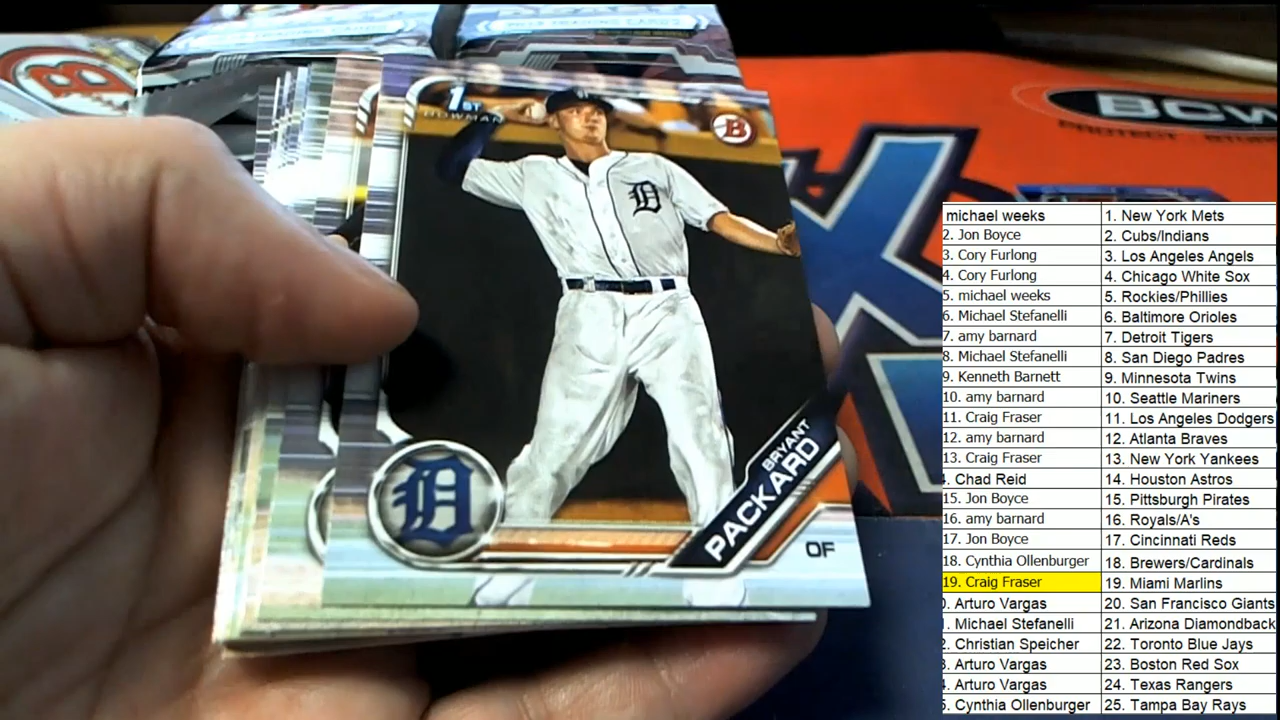 1ST
BOWMAN
B
D
D
BRYANT
PACKARD
OF
B
BCW
michael weeks 1. New York Mets
2. Jon Boyce 2. Cubs/Indians
3. Cory Furlong 3. Los Angeles Angels
4. Cory Furlong 4. Chicago White Sox
5. michael weeks 5. Rockies/Phillies
6. Michael Stefanelli 6. Baltimore Orioles
7. amy barnard 7. Detroit Tigers
8. Michael Stefanelli 8. San Diego Padres
9. Kenneth Barnett 9. Minnesota Twins
10. amy barnard 10. Seattle Mariners
11. Craig Fraser 11. Los Angeles Dodgers
12. amy barnard 12. Atlanta Braves
13. Craig Fraser 13. New York Yankees
4. Chad Reid 14. Houston Astros
15. Jon Boyce 15. Pittsburgh Pirates
16. amy barnard 16. Royals/A's
17. Jon Boyce 17. Cincinnati Reds
18. Cynthia Ollenburger 18. Brewers/Cardinals
19. Craig Fraser 19. Miami Marlins
0. Arturo Vargas 20. San Francisco Giants
1. Michael Stefanelli 21. Arizona Diamondback
2. Christian Speicher 22. Toronto Blue Jays
3. Arturo Vargas 23. Boston Red Sox
4. Arturo Vargas 24. Texas Rangers
5. Cynthia Ollenburger 25. Tampa Bay Rays